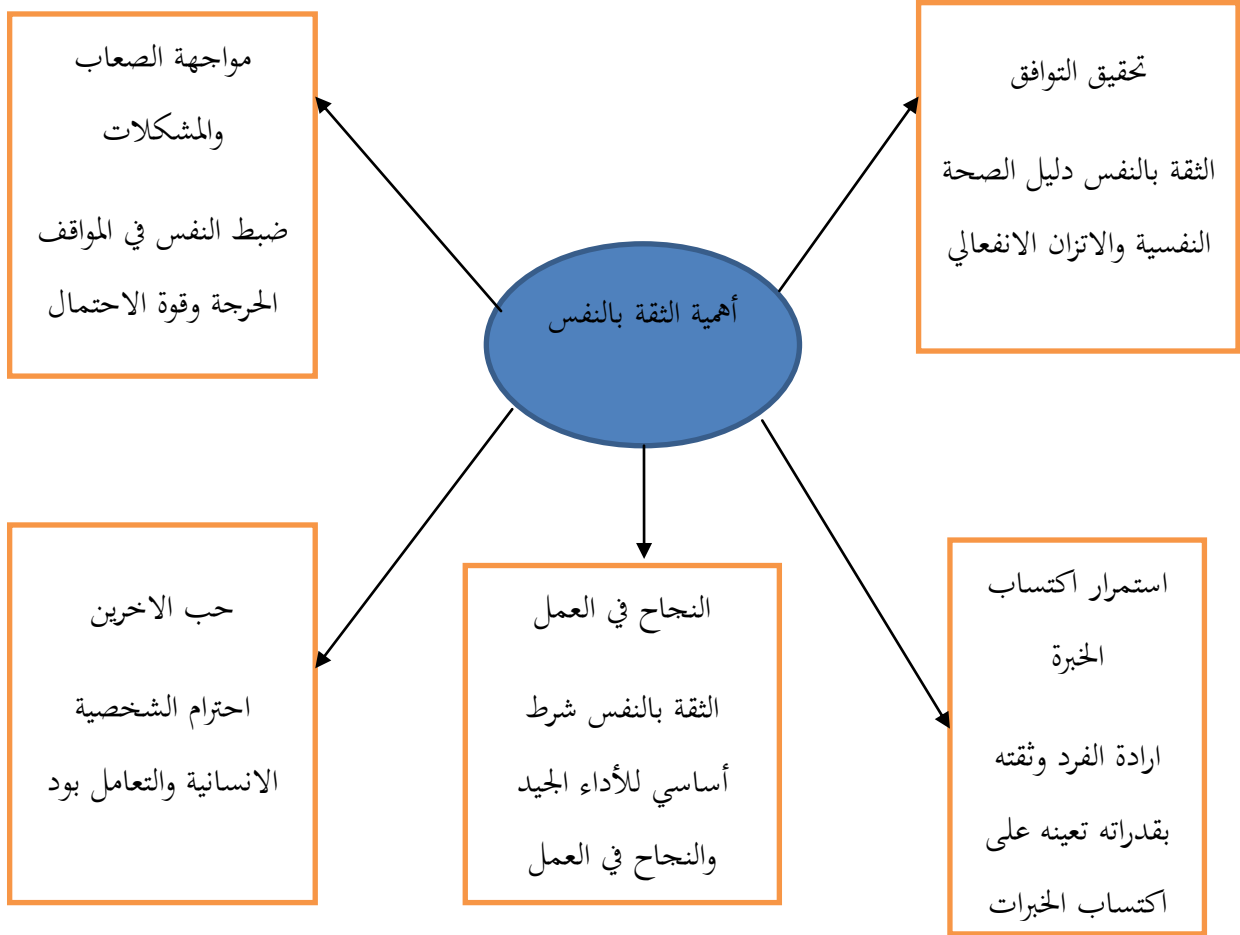 تحقيق التوافق
الثقة بالنفس دليل الصحة
النفسية والاتزان الانفعالي
مواجهة الصعاب
والمشكلات
ضبط النفس في المواقف
الحرجة وقوة الاحتمال
أهمية الثقة بالنفس
استمرار اكتساب
الخبرة
ارادة الفرد وثقته
بقدراته تعينه على
اكتساب الخبرات
النجاح في العمل
الثقة بالنفس شرط
أساسي للأداء الجيد
والنجاح في العمل
حب الاخرين
احترام الشخصية
الانسانية والتعامل بود